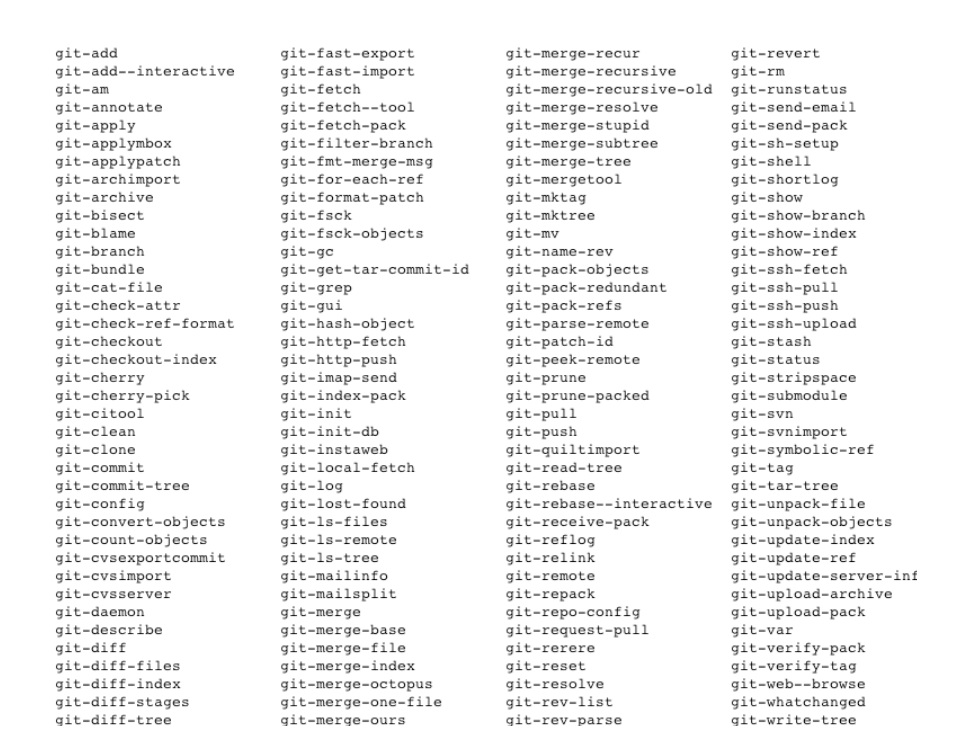 git-add
git-add--interactive
git-am
git-annotate
git-apply
git-applymbox
git-applypatch
git-archimport
git-archive
git-bisect
git-blame
git-branch
git-bundle
git-cat-file
git-check-attr
git-check-ref-format
git-checkout
git-checkout-index
git-cherry
git-cherry-pick
git-citool
git-clean
git-clone
git-commit
git-commit-tree
git-config
git-convert-objects
git-count-objects
git-cvsexportcommit
git-cvsimport
git-cvsserver
git-daemon
git-describe
git-diff
git-diff-files
git-diff-index
git-diff-stages
git-diff-tree
git-fast-export
git-fast-import
git-fetch
git-fetch--tool
git-fetch-pack
git-filter-branch
git-fmt-merge-msg
git-for-each-ref
git-format-patch
git-fsck
git-fsck-objects
git-gc
git-get-tar-commit-id
git-grep
git-gui
git-hash-object
git-http-fetch
git-http-push
git-imap-send
git-index-pack
git-init
git-init-db
git-instaweb
git-local-fetch
git-log
git-lost-found
git-ls-files
git-ls-remote
git-ls-tree
git-mailinfo
git-mailsplit
git-merge
git-merge-base
git-merge-file
git-merge-index
git-merge-octopus
git-merge-one-file
git-merge-ours
git-merge-recur
git-merge-recursive
git-merge-recursive-old
git-merge-resolve
git-merge-stupid
git-merge-subtree
git-merge-tree
git-mergetool
git-mktag
git-mktree
git-mv
git-name-rev
git-pack-objects
git-pack-redundant
git-pack-refs
git-parse-remote
git-patch-id
git-peek-remote
git-prune
git-prune-packed
git-pull
git-push
git-quiltimport
git-read-tree
git-rebase
git-rebase--interactive
git-receive-pack
git-reflog
git-relink
git-remote
git-repack
git-repo-config
git-request-pull
git-rerere
git-reset
git-resolve
git-rev-list
git-rev-parse
git-revert
git-rm
git-runstatus
git-send-email
git-send-pack
git-sh-setup
git-shell
git-shortlog
git-show
git-show-branch
git-show-index
git-show-ref
git-ssh-fetch
git-ssh-pull
git-ssh-push
git-ssh-upload
git-stash
git-status
git-stripspace
git-submodule
git-svn
git-svnimport
git-symbolic-ref
git-tag
git-tar-tree
git-unpack-file
git-unpack-objects
git-update-index
git-update-ref
git-update-server-inf
git-upload-archive
git-upload-pack
git-var
git-verify-pack
git-verify-tag
git-web--browse
git-whatchanged
git-write-tree